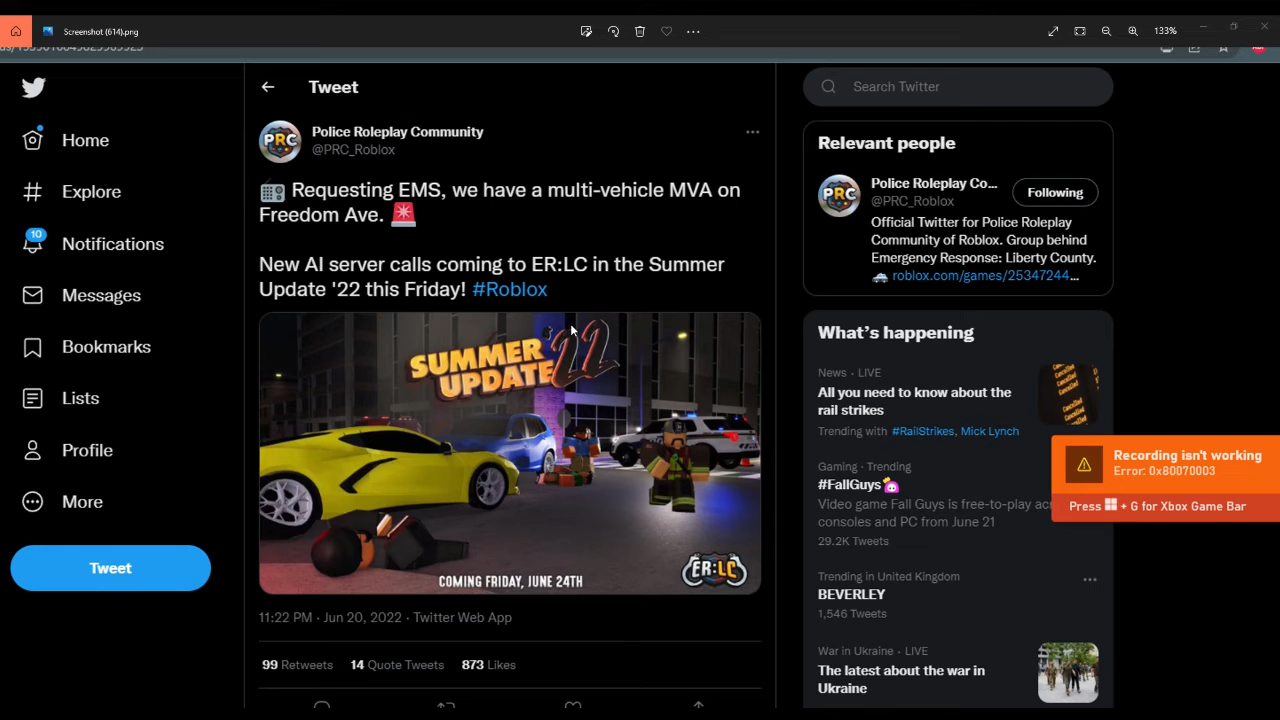 Screenshot (614).png
133%
Tweet
Search Twitter
Home
Explore
10
Notifications
Messages
Bookmarks
Lists
Profile
More
Tweet
PRC
Police Roleplay Community
@PRC_Roblox
Requesting EMS, we have a multi-vehicle MVA on
Freedom Ave.
New AI server calls coming to ER:LC in the Summer
Update '22 this Friday! #Roblox
SUMMER '22
UPDATE
COMING FRIDAY, JUNE 24TH
ER:LC
11:22 PM · Jun 20, 2022 · Twitter Web App
99 Retweets 14 Quote Tweets 873 Likes
Relevant people
PRC
Police Roleplay Co...
@PRC_Roblox
Following
Official Twitter for Police Roleplay
Community of Roblox. Group behind
Emergency Response: Liberty County.
roblox.com/games/25347244...
What's happening
News · LIVE
All you need to know about the
rail strikes
Trending with #RailStrikes, Mick Lynch
Cancelled
Cancelled
Cancelled
Gaming · Trending
#FallGuys
Video game Fall Guys is free-to-play
consoles and PC from June 21
29.2K Tweets
Recording isn't working
Error: 0x80070003
Press + G for Xbox Game Bar
Trending in United Kingdom
BEVERLEY
1,546 Tweets
War in Ukraine · LIVE
The latest about the war in
Ukraine